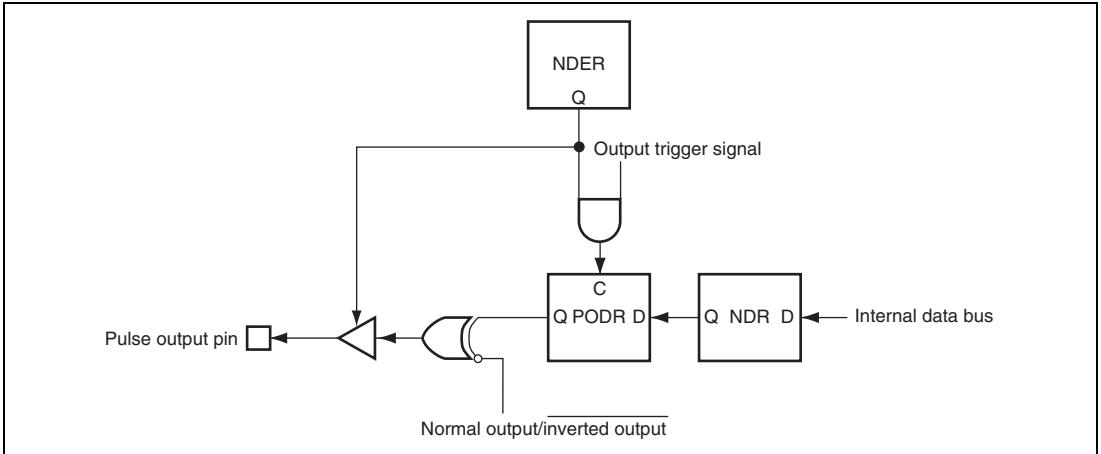 NDER
Q
Output trigger signal
C
Q PODR D
Q NDR D
Internal data bus
Pulse output pin
Normal output/inverted output